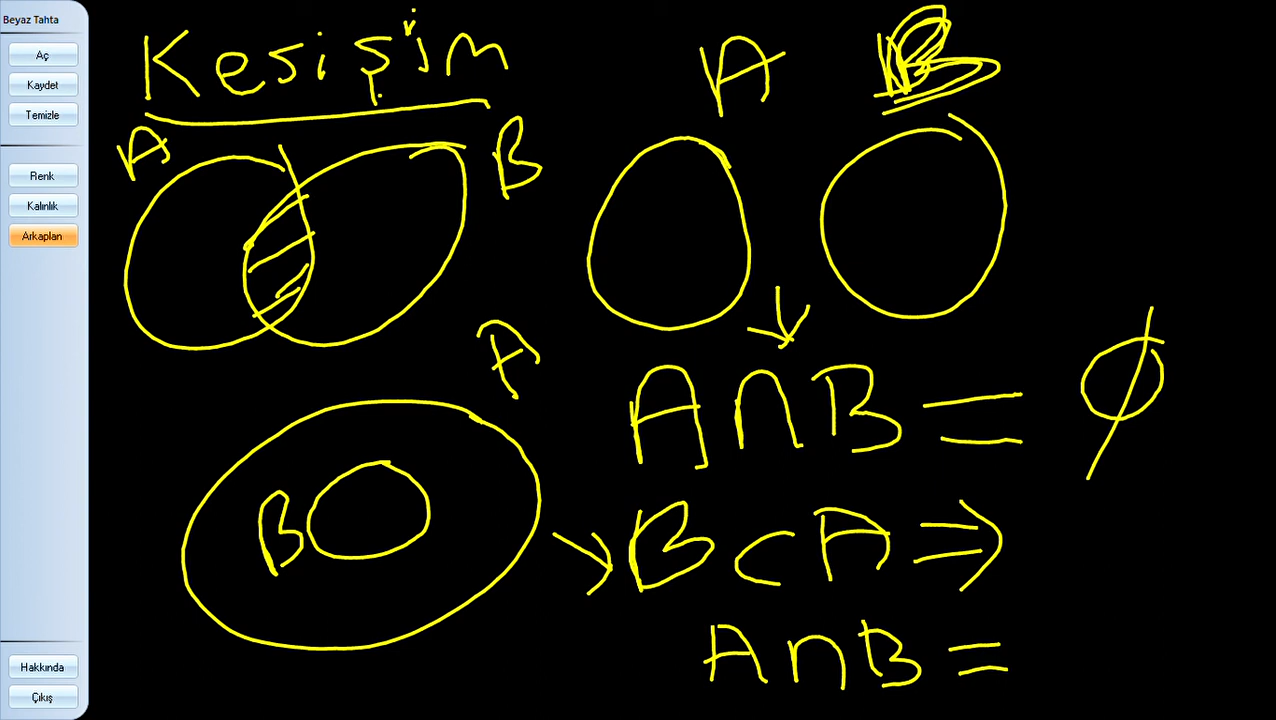 Beyaz Tahta
Aç
Kaydet
Temizle
Renk
Kalınlık
Arkaplan
Hakkında
Çıkış
Kesişim
A B
A B
A∩B = ∅
A
B
B⊂A ⇒
A∩B =